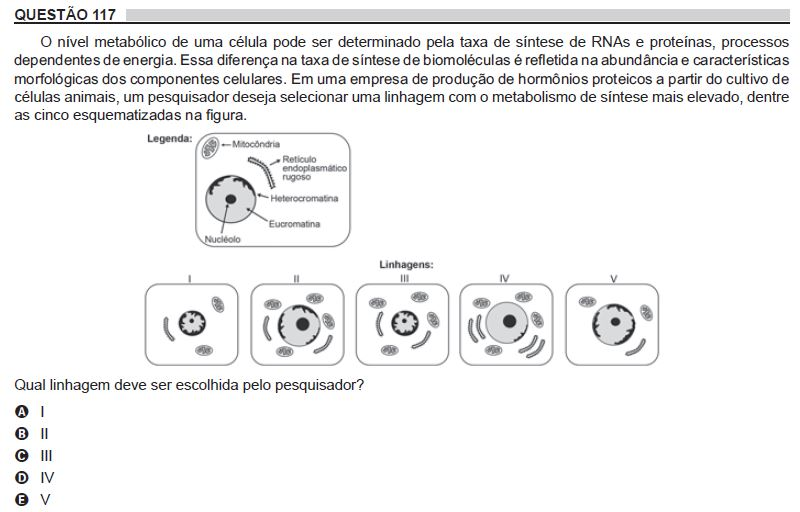 QUESTÃO 117
O nível metabólico de uma célula pode ser determinado pela taxa de síntese de RNAs e proteínas, processos
dependentes de energia. Essa diferença na taxa de síntese de biomoléculas é refletida na abundância e características
morfológicas dos componentes celulares. Em uma empresa de produção de hormônios proteicos a partir do cultivo de
células animais, um pesquisador deseja selecionar uma linhagem com o metabolismo de síntese mais elevado, dentre
as cinco esquematizadas na figura.
Legenda:
Mitocôndria
Retículo
endoplasmático
rugoso
Heterocromatina
Eucromatina
Nucléolo
Linhagens:
I II III IV V
Qual linhagem deve ser escolhida pelo pesquisador?
A I
B II
C III
D IV
E V